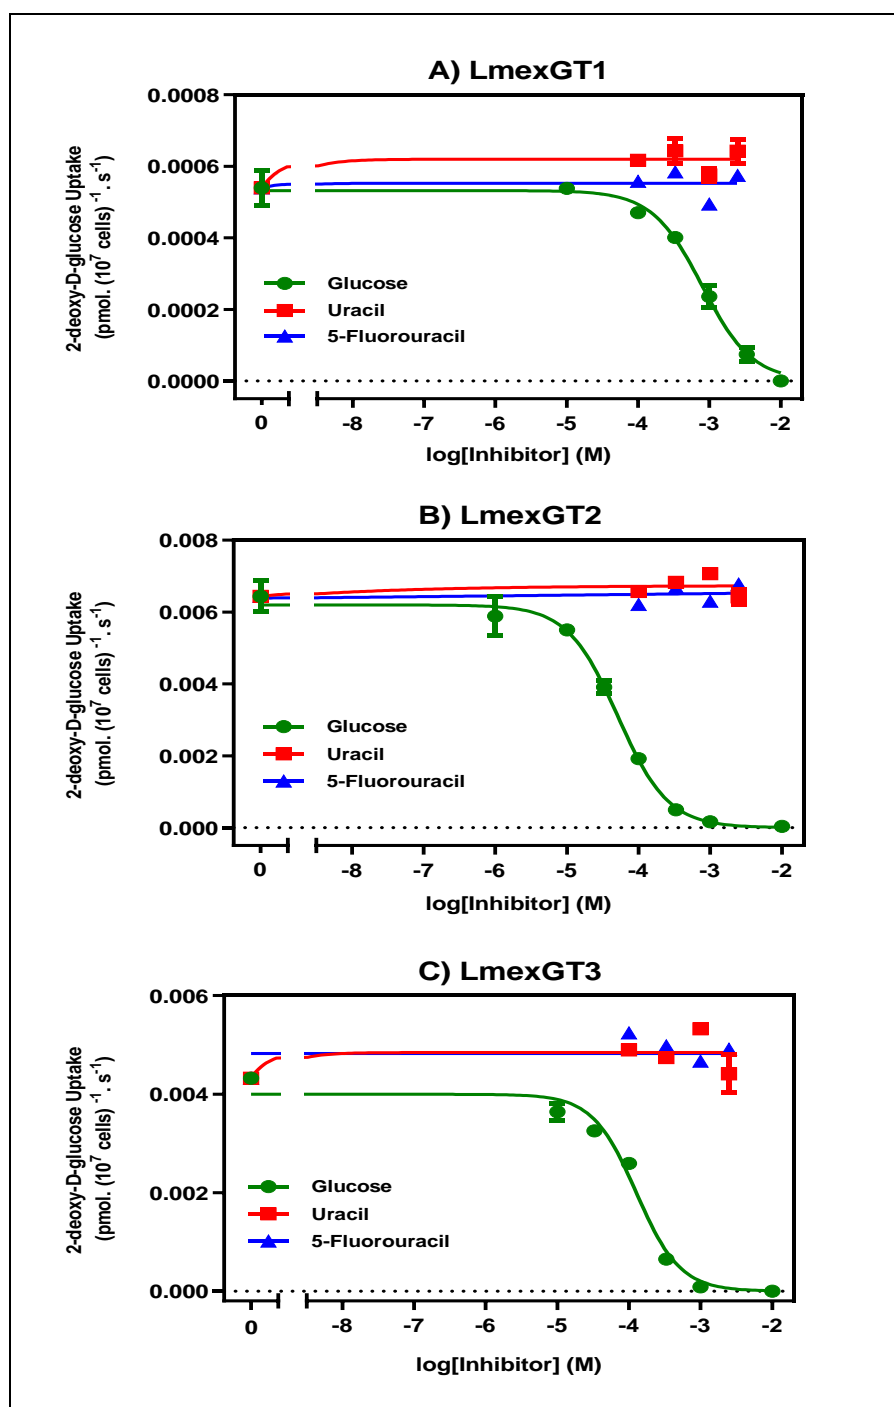 A) LmexGT1
2-deoxy-D-glucose Uptake
(pmol. (10⁷ cells) ⁻¹. s⁻¹)
0.0008
0.0006
0.0004
0.0002
0.0000
Glucose
Uracil
5-Fluorouracil
0 -8 -7 -6 -5 -4 -3 -2
log[Inhibitor] (M)
B) LmexGT2
2-deoxy-D-glucose Uptake
(pmol. (10⁷ cells) ⁻¹. s⁻¹)
0.008
0.006
0.004
0.002
0.000
Glucose
Uracil
5-Fluorouracil
0 -8 -7 -6 -5 -4 -3 -2
log[Inhibitor] (M)
C) LmexGT3
2-deoxy-D-glucose Uptake
(pmol. (10⁷ cells) ⁻¹. s⁻¹)
0.006
0.004
0.002
0.000
Glucose
Uracil
5-Fluorouracil
0 -8 -7 -6 -5 -4 -3 -2
log[Inhibitor] (M)